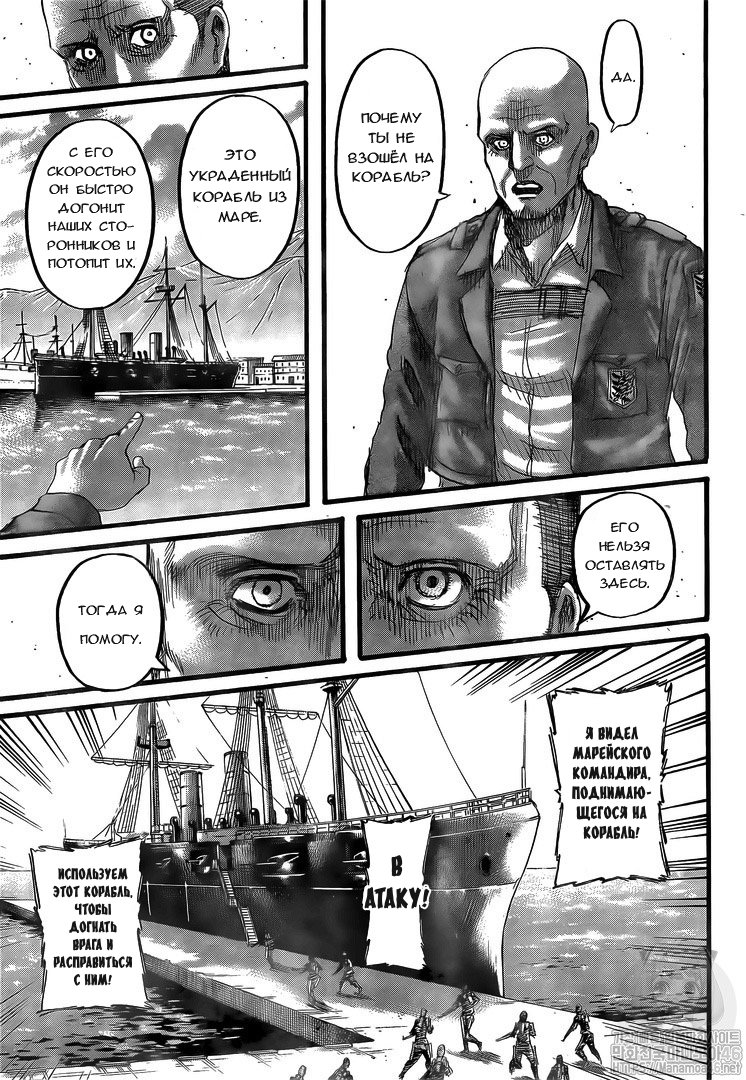 ДА.
ПОЧЕМУ
ТЫ НЕ
ВЗОШЁЛ НА
КОРАБЛЬ?
ЭТО
УКРАДЕННЫЙ
КОРАБЛЬ ИЗ
МАРЕ.
С ЕГО
СКОРОСТЬЮ
ОН БЫСТРО
ДОГОНИТ
НАШИХ СТО-
РОННИКОВ И
ПОТОПИТ ИХ.
ЕГО
НЕЛЬЗЯ
ОСТАВЛЯТЬ
ЗДЕСЬ.
ТОГДА Я
ПОМОГУ.
Я ВИДЕЛ
МАРЕЙСКОГО
КОМАНДИРА,
ПОДНИМАЮ-
ЩЕГОСЯ НА
КОРАБЛЬ!
В
АТАКУ!
ИСПОЛЬЗУЕМ
ЭТОТ КОРАБЛЬ,
ЧТОБЫ
ДОГНАТЬ
ВРАГА И
РАСПРАВИТЬСЯ
С НИМ!